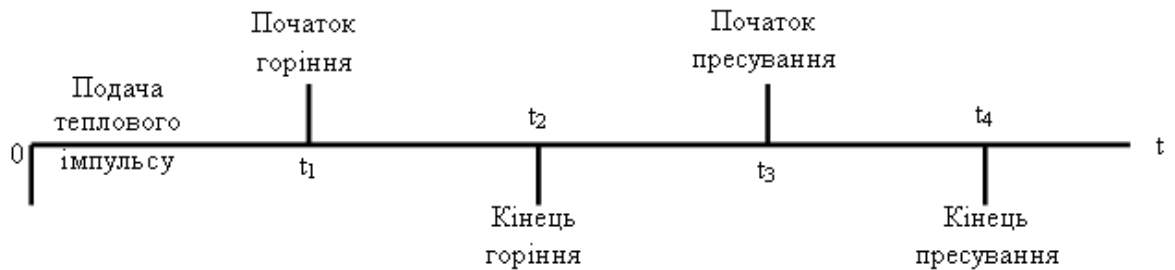 Початок
горіння
Початок
пресування
Подача
теплового
імпульсу
0
t1
t2
t3
t4
t
Кінець
горіння
Кінець
пресування